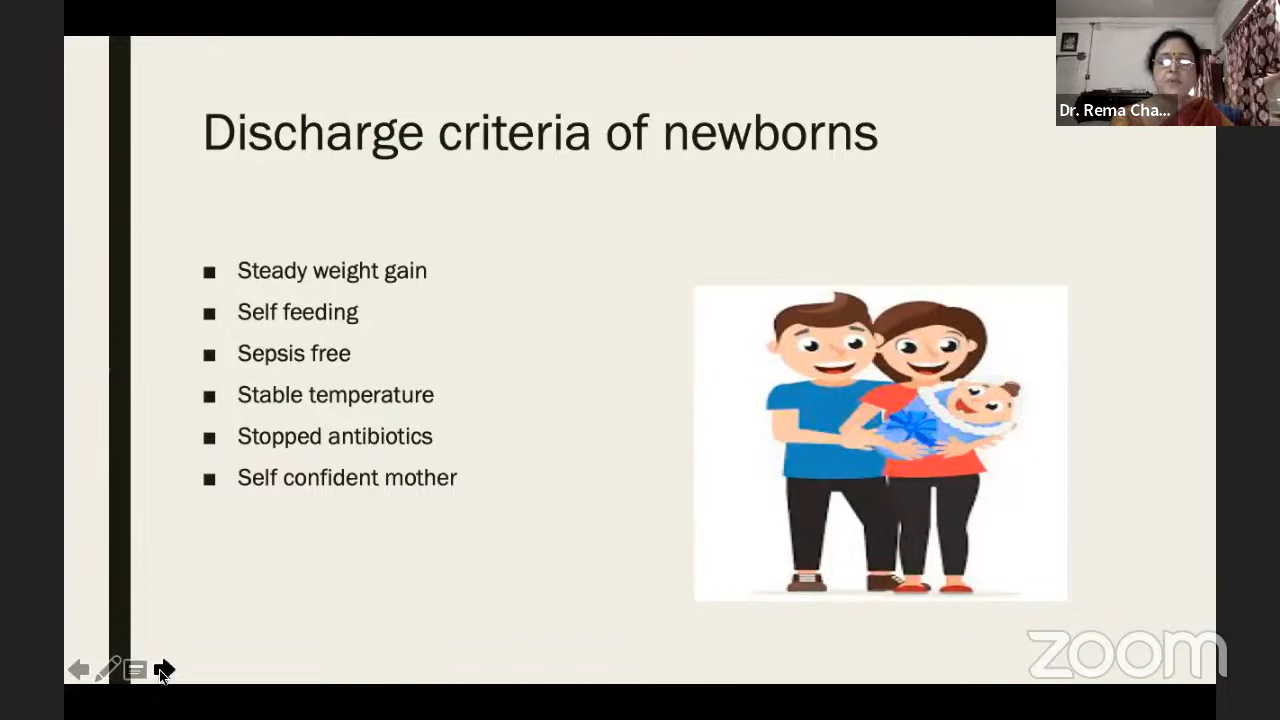 Discharge criteria of newborns
Dr. Rema Cha...
Steady weight gain
Self feeding
Sepsis free
Stable temperature
Stopped antibiotics
Self confident mother
zoom